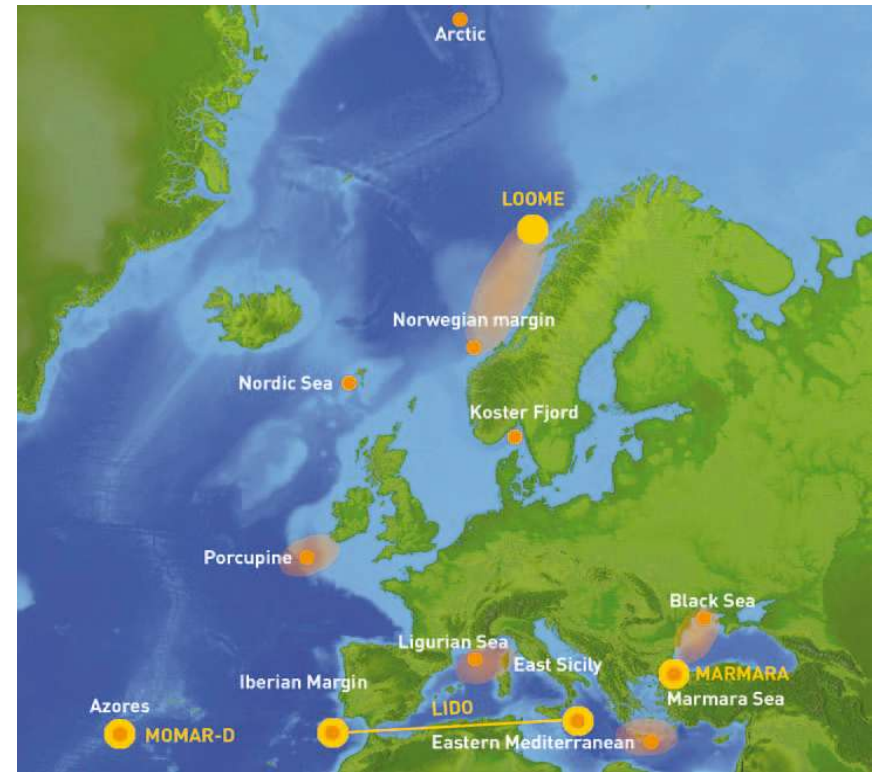 Arctic
LOOME
Norwegian margin
Nordic Sea
Koster Fjord
Porcupine
Black Sea
Ligurian Sea
East Sicily
Iberian Margin
MARMARA
Marmara Sea
Azores
LIDO
MOMAR-D
Eastern Mediterranean